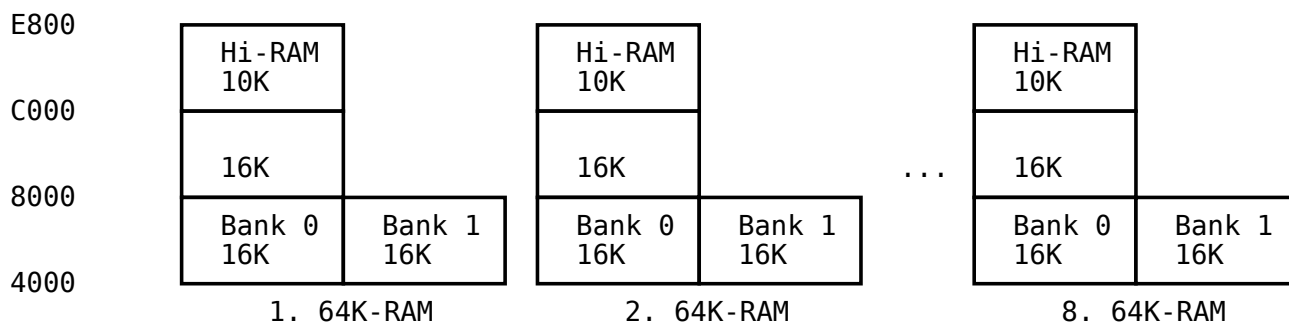 E800
Hi-RAM Hi-RAM Hi-RAM
10K 10K 10K
C000
16K 16K ... 16K
8000
Bank 0 Bank 1 Bank 0 Bank 1 Bank 0 Bank 1
16K 16K 16K 16K 16K 16K
4000
1. 64K-RAM 2. 64K-RAM 8. 64K-RAM